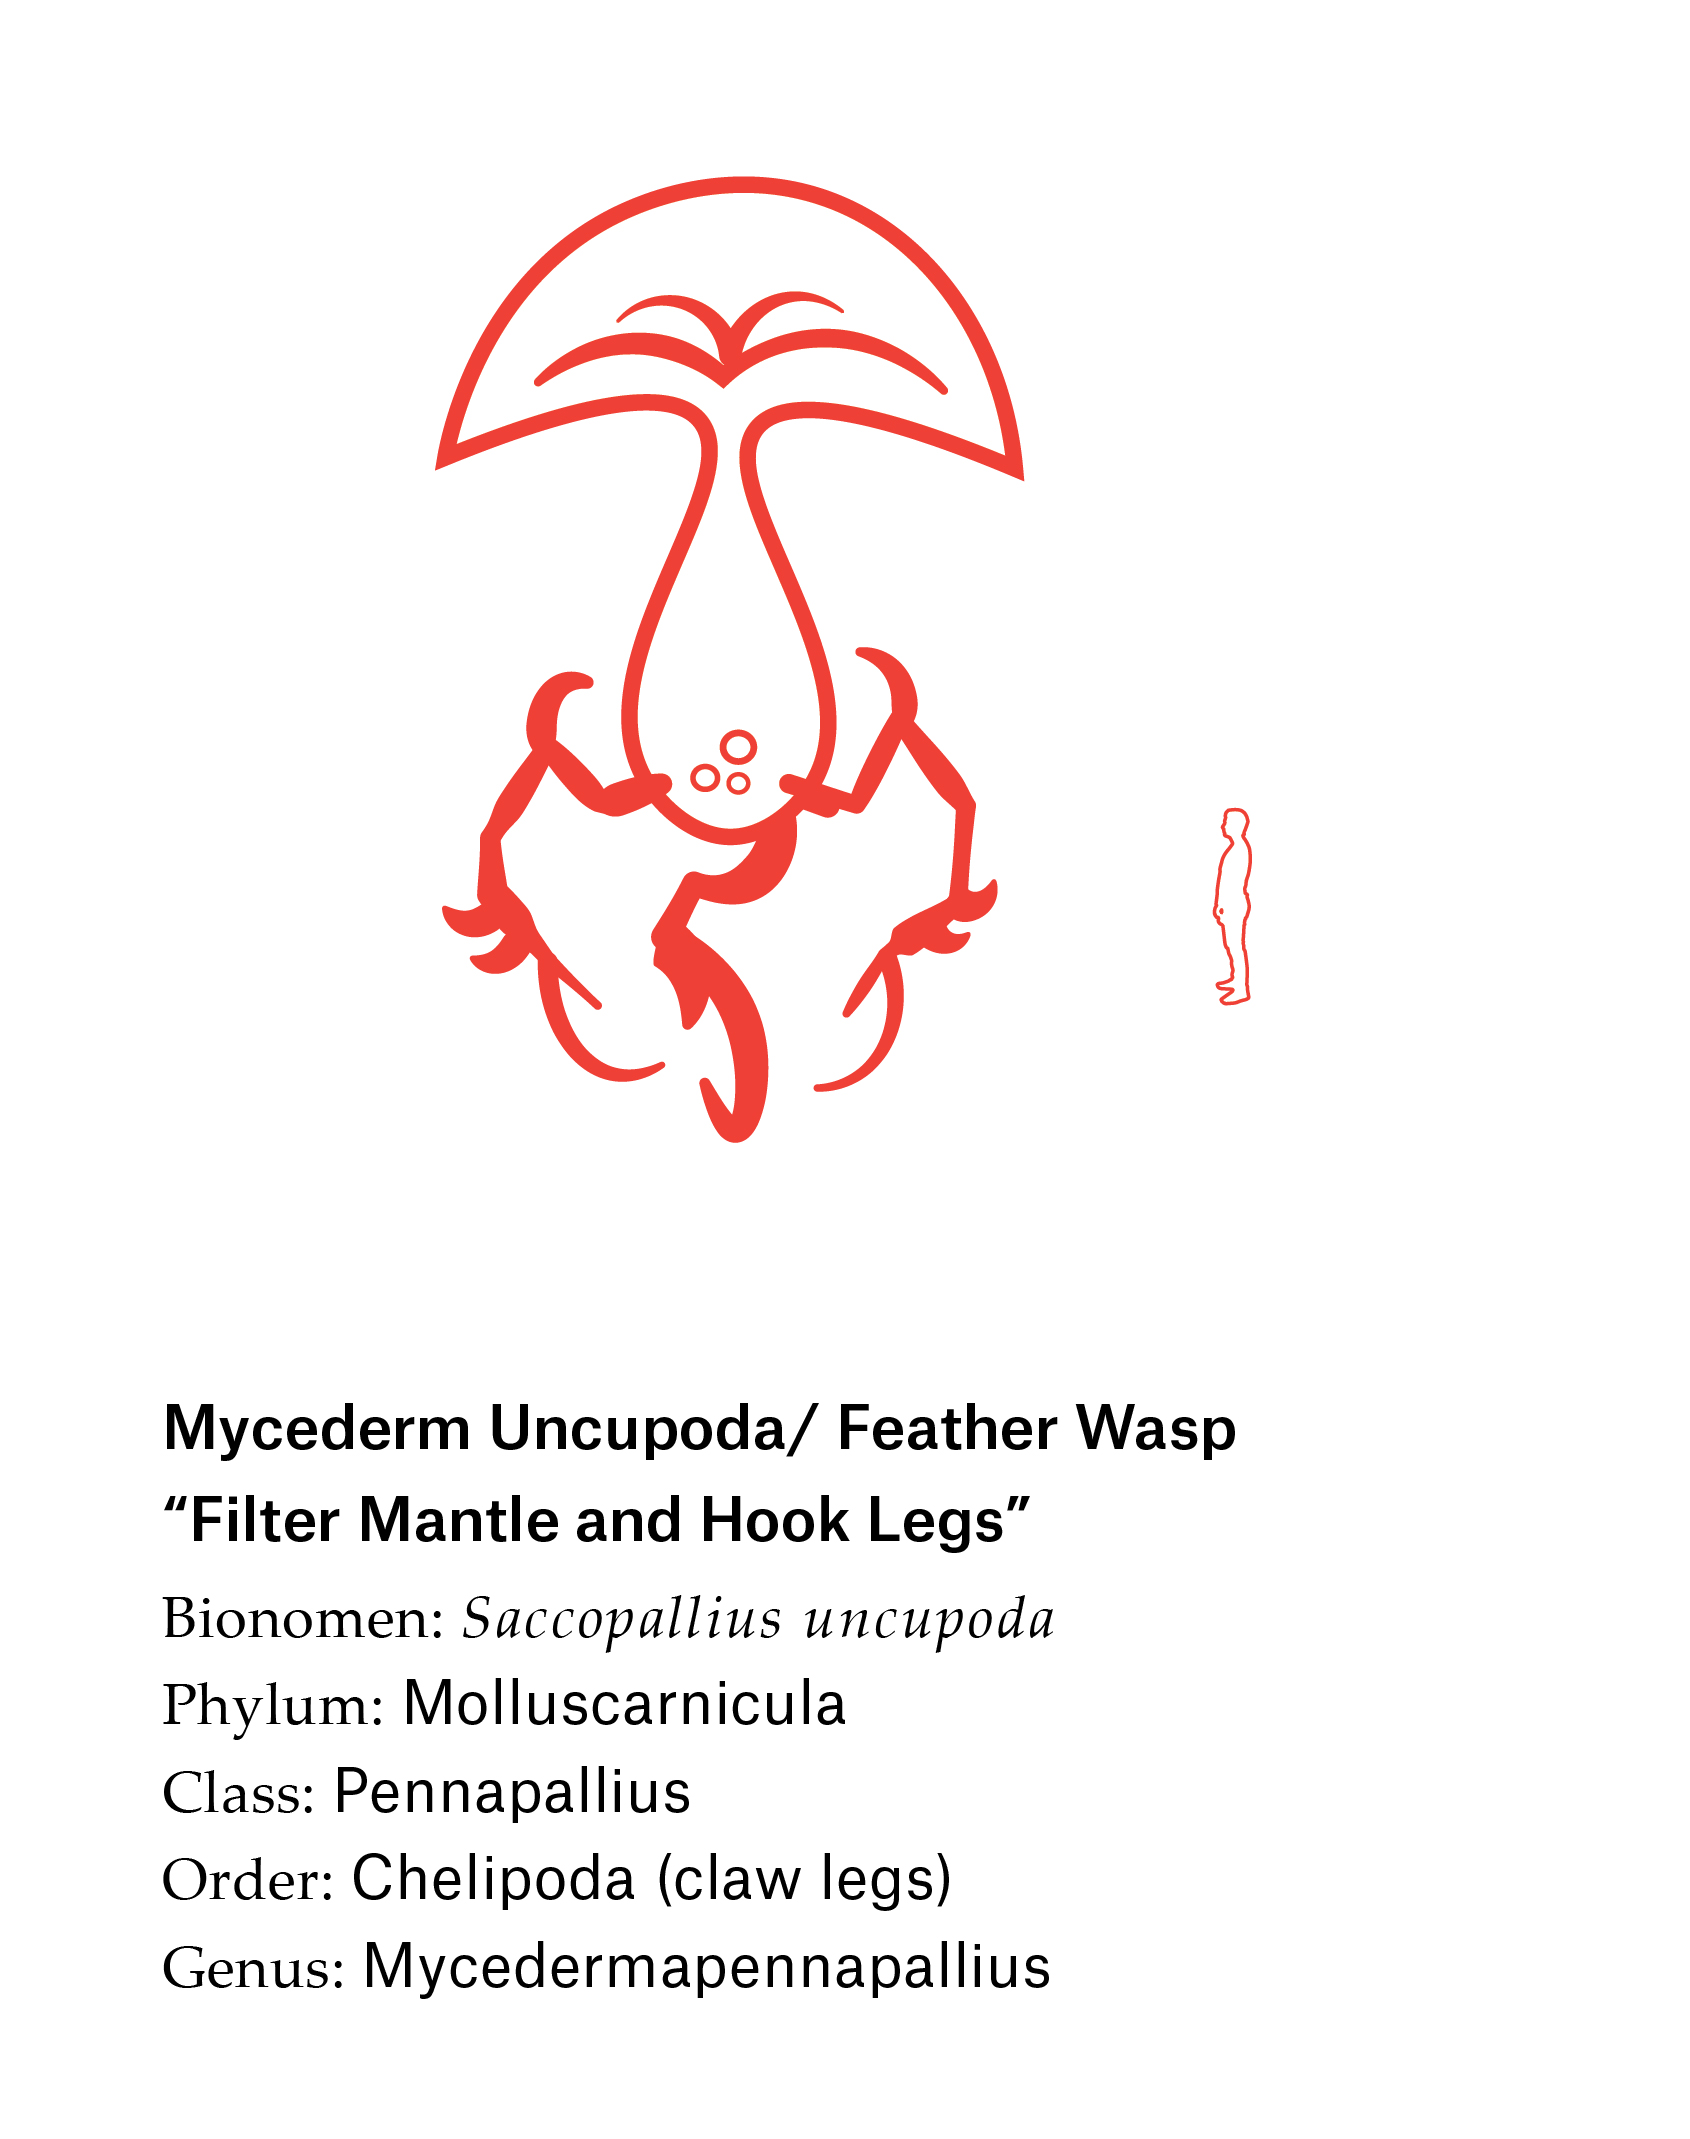 Mycederm Uncupoda/ Feather Wasp
“Filter Mantle and Hook Legs”
Bionomen: Saccopallius uncupoda
Phylum: Molluscarnicula
Class: Pennapallius
Order: Chelipoda (claw legs)
Genus: Mycedermapennapallius